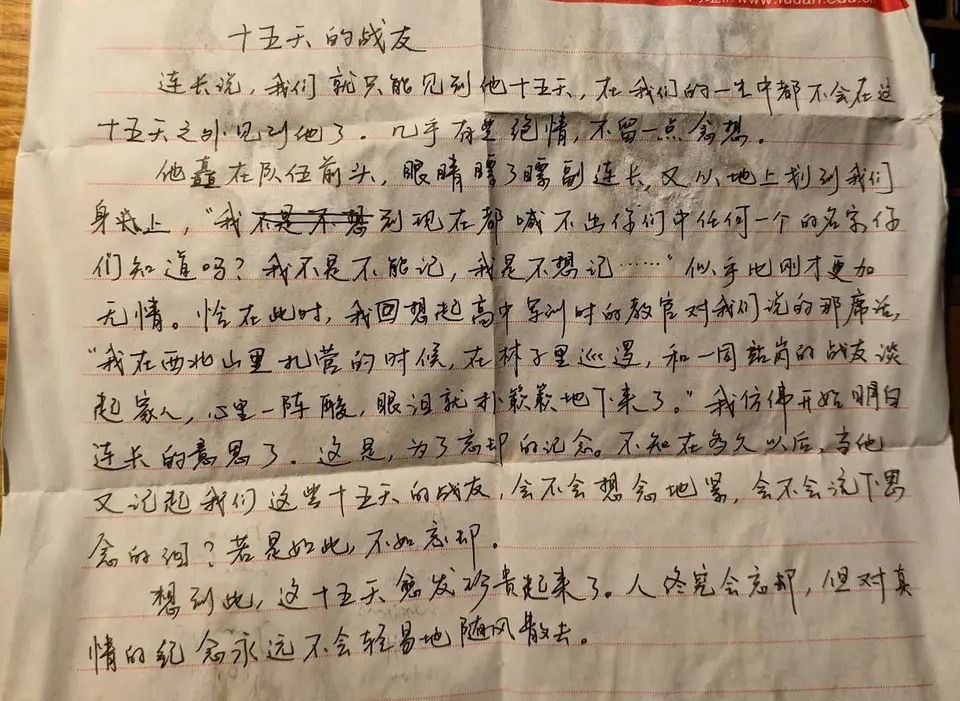 www.fudan.edu.c
十五天的战友
连长说，我们就只能见到他十五天，在我们的一生中都不会在这
十五天之外见到他了。几乎有些绝情，不留一点念想。
他矗在队伍前头，眼睛瞟了瞟副连长，又从地上划到我们
身上，“我不是不想到现在都喊不出你们中任何一个的名字你
们知道吗？我不是不能记，我是不想记……”似乎比刚才更加
无情。恰在此时，我回想起高中军训时的教官对我们说的那席话，
“我在西北山里扎营的时候，在林子里巡逻，和一同站岗的战友谈
起家人，心里一阵酸，眼泪就扑簌簌地下来了。”我仿佛开始明白
连长的意思了。这是，为了忘却的记念。不知在多久以后，当他
又记起我们这些十五天的战友，会不会想念地紧，会不会流下思
念的泪？若是如此，不如忘却。
想到此，这十五天愈发珍贵起来了。人终究会忘却，但对真
情的纪念永远不会轻易地随风散去。